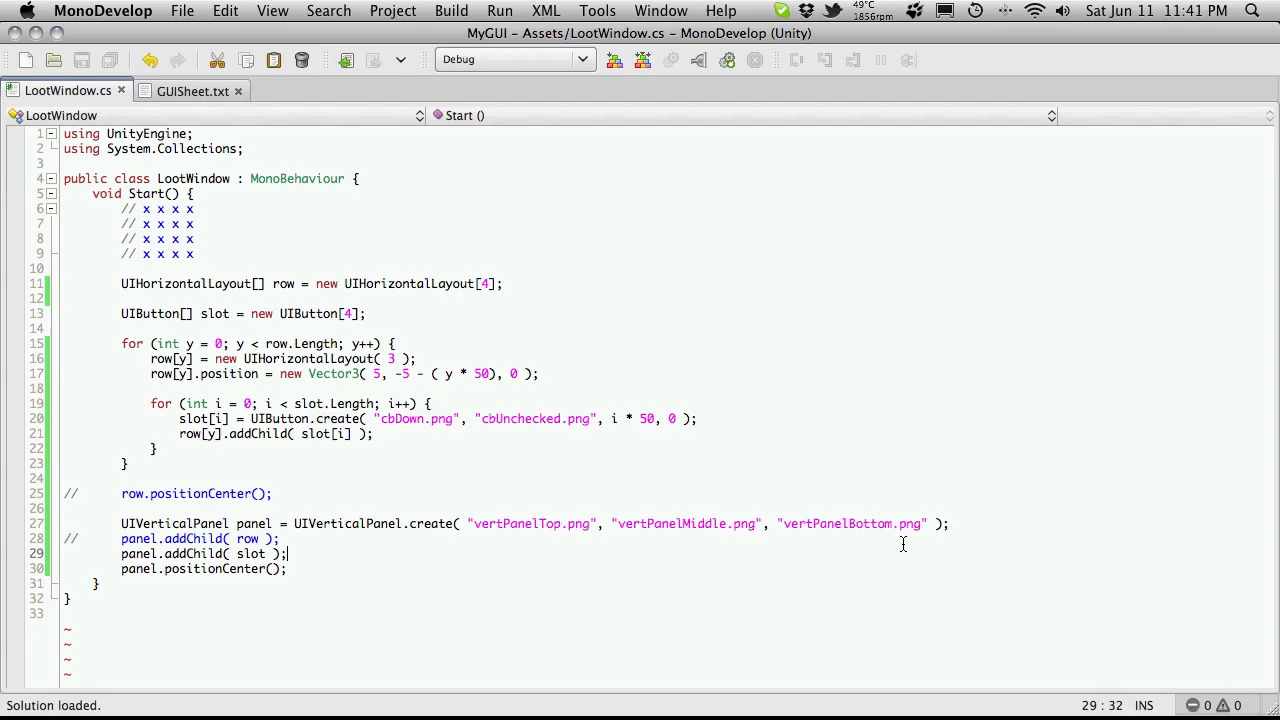 MonoDevelop File Edit View Search Project Build Run XML Tools Window Help 49°C 1856rpm Sat Jun 11 11:41 PM
MyGUI - Assets/LootWindow.cs - MonoDevelop (Unity)
Debug
LootWindow.cs × GUISheet.txt ×
LootWindow Start ()
1 using UnityEngine;
2 using System.Collections;
3
4 public class LootWindow : MonoBehaviour {
5 void Start() {
6 // x x x x
7 // x x x x
8 // x x x x
9 // x x x x
10
11 UIHorizontalLayout[] row = new UIHorizontalLayout[4];
12
13 UIButton[] slot = new UIButton[4];
14
15 for (int y = 0; y < row.Length; y++) {
16 row[y] = new UIHorizontalLayout( 3 );
17 row[y].position = new Vector3( 5, -5 - ( y * 50), 0 );
18
19 for (int i = 0; i < slot.Length; i++) {
20 slot[i] = UIButton.create( "cbDown.png", "cbUnchecked.png", i * 50, 0 );
21 row[y].addChild( slot[i] );
22 }
23 }
24
25 // row.positionCenter();
26
27 UIVerticalPanel panel = UIVerticalPanel.create( "vertPanelTop.png", "vertPanelMiddle.png", "vertPanelBottom.png" );
28 // panel.addChild( row );
29 panel.addChild( slot );
30 panel.positionCenter();
31 }
32 }
33
~
~
~
~
Solution loaded. 29 : 32 INS 0 0